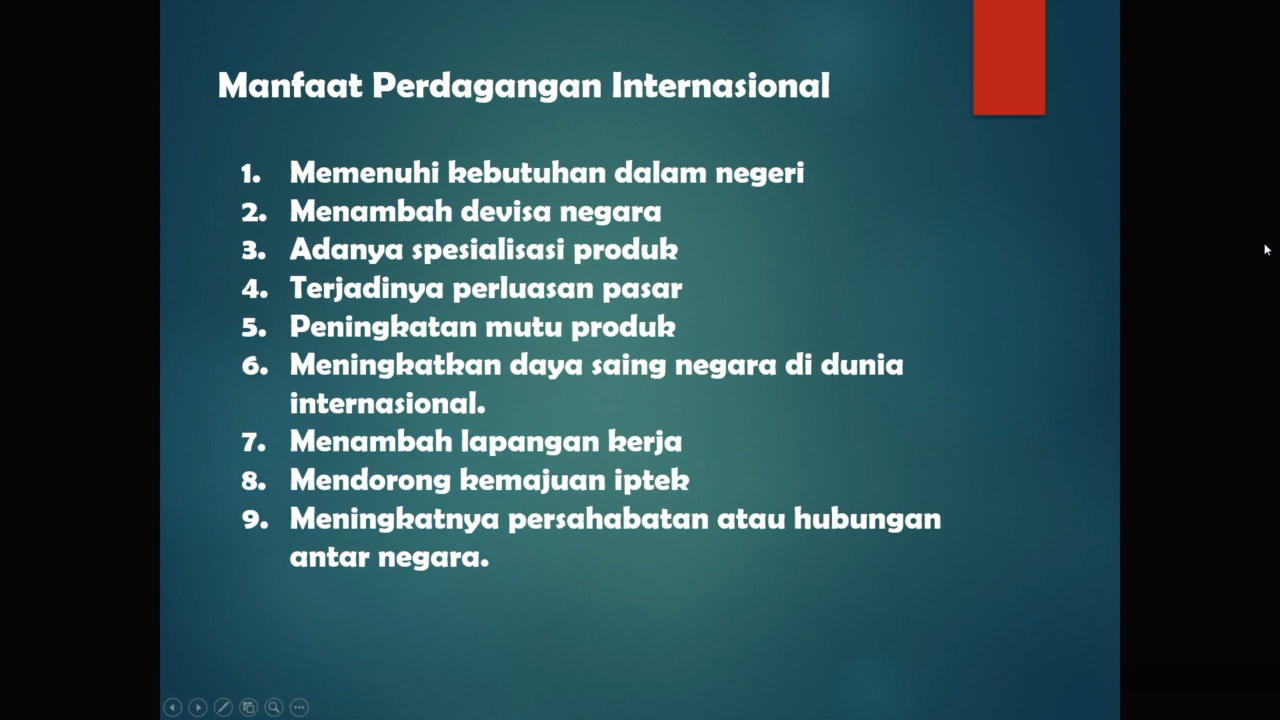 Manfaat Perdagangan Internasional
1. Memenuhi kebutuhan dalam negeri
2. Menambah devisa negara
3. Adanya spesialisasi produk
4. Terjadinya perluasan pasar
5. Peningkatan mutu produk
6. Meningkatkan daya saing negara di dunia
internasional.
7. Menambah lapangan kerja
8. Mendorong kemajuan iptek
9. Meningkatnya persahabatan atau hubungan
antar negara.